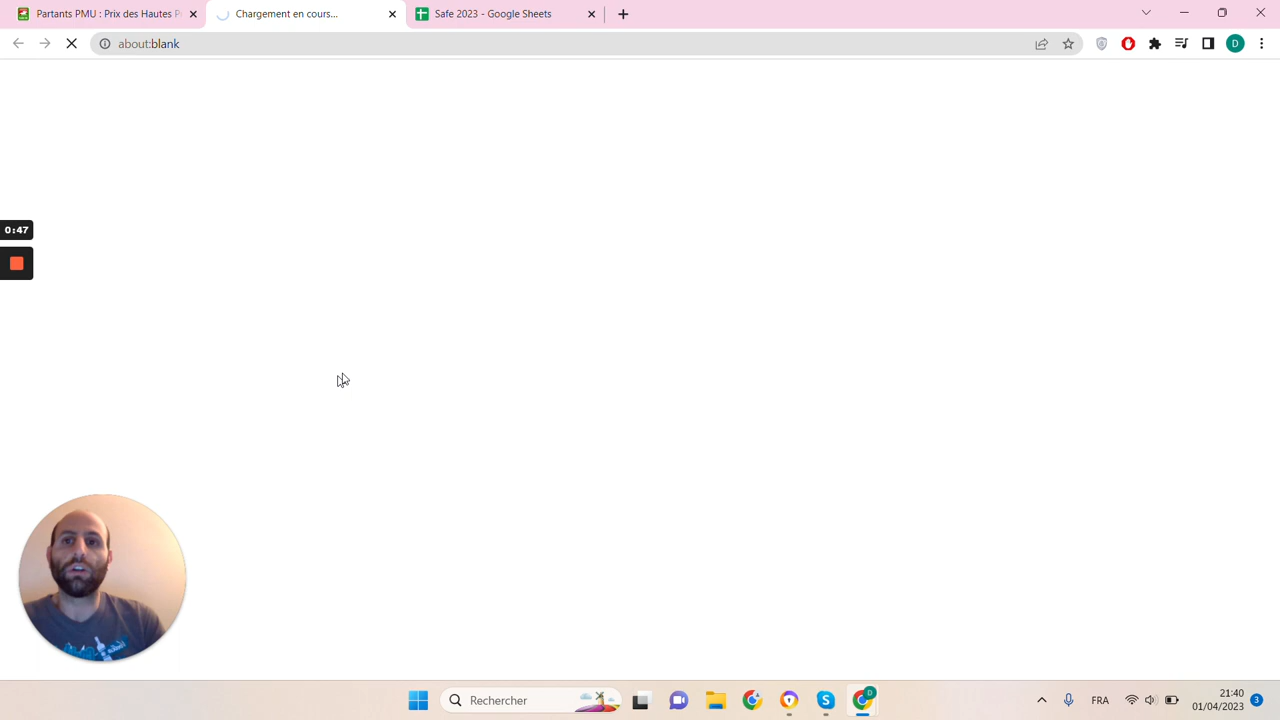 Partants PMU : Prix des Hautes P
Chargement en cours...
Safe 2023 - Google Sheets
about:blank
D
0:47
Rechercher
D
FRA
21:40
01/04/2023
3